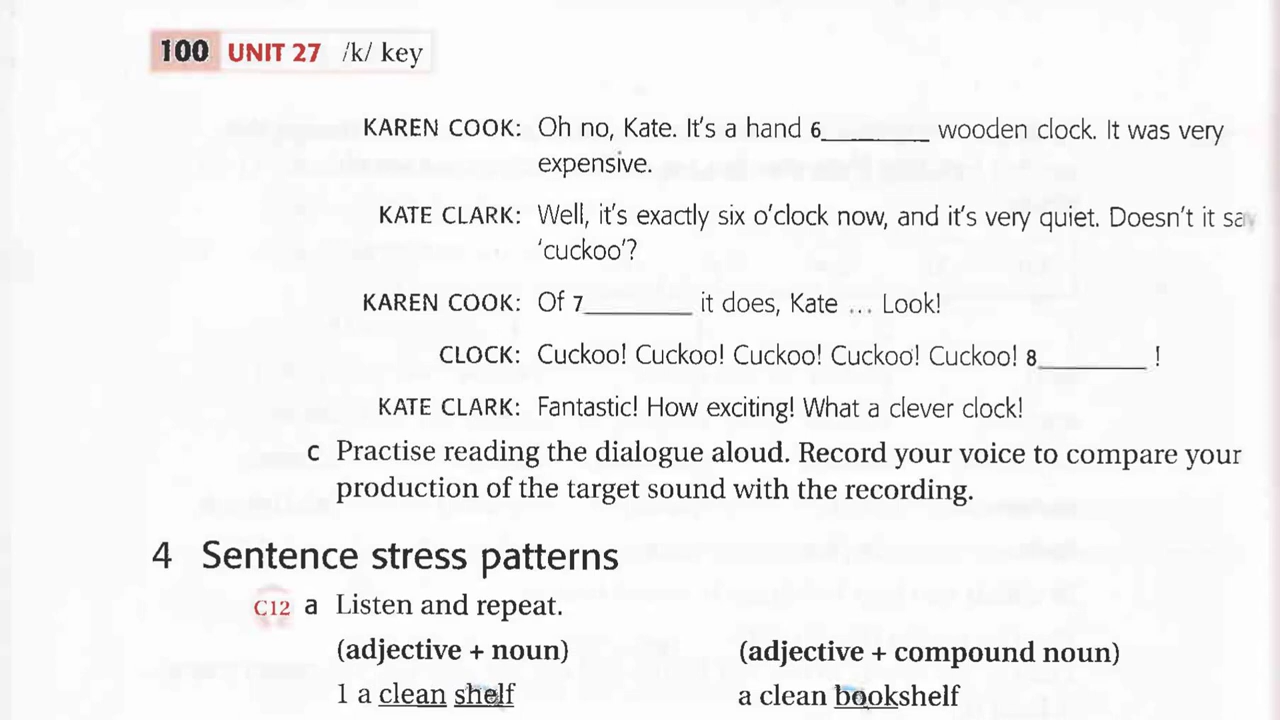 100 UNIT 27 /k/ key
KAREN COOK: Oh no, Kate. It's a hand 6________ wooden clock. It was very
expensive.
KATE CLARK: Well, it's exactly six o'clock now, and it's very quiet. Doesn't it say
'cuckoo'?
KAREN COOK: Of 7________ it does, Kate … Look!
CLOCK: Cuckoo! Cuckoo! Cuckoo! Cuckoo! Cuckoo! 8________ !
KATE CLARK: Fantastic! How exciting! What a clever clock!
c Practise reading the dialogue aloud. Record your voice to compare your
production of the target sound with the recording.
4 Sentence stress patterns
C12 a Listen and repeat.
(adjective + noun) (adjective + compound noun)
1 a clean shelf a clean bookshelf